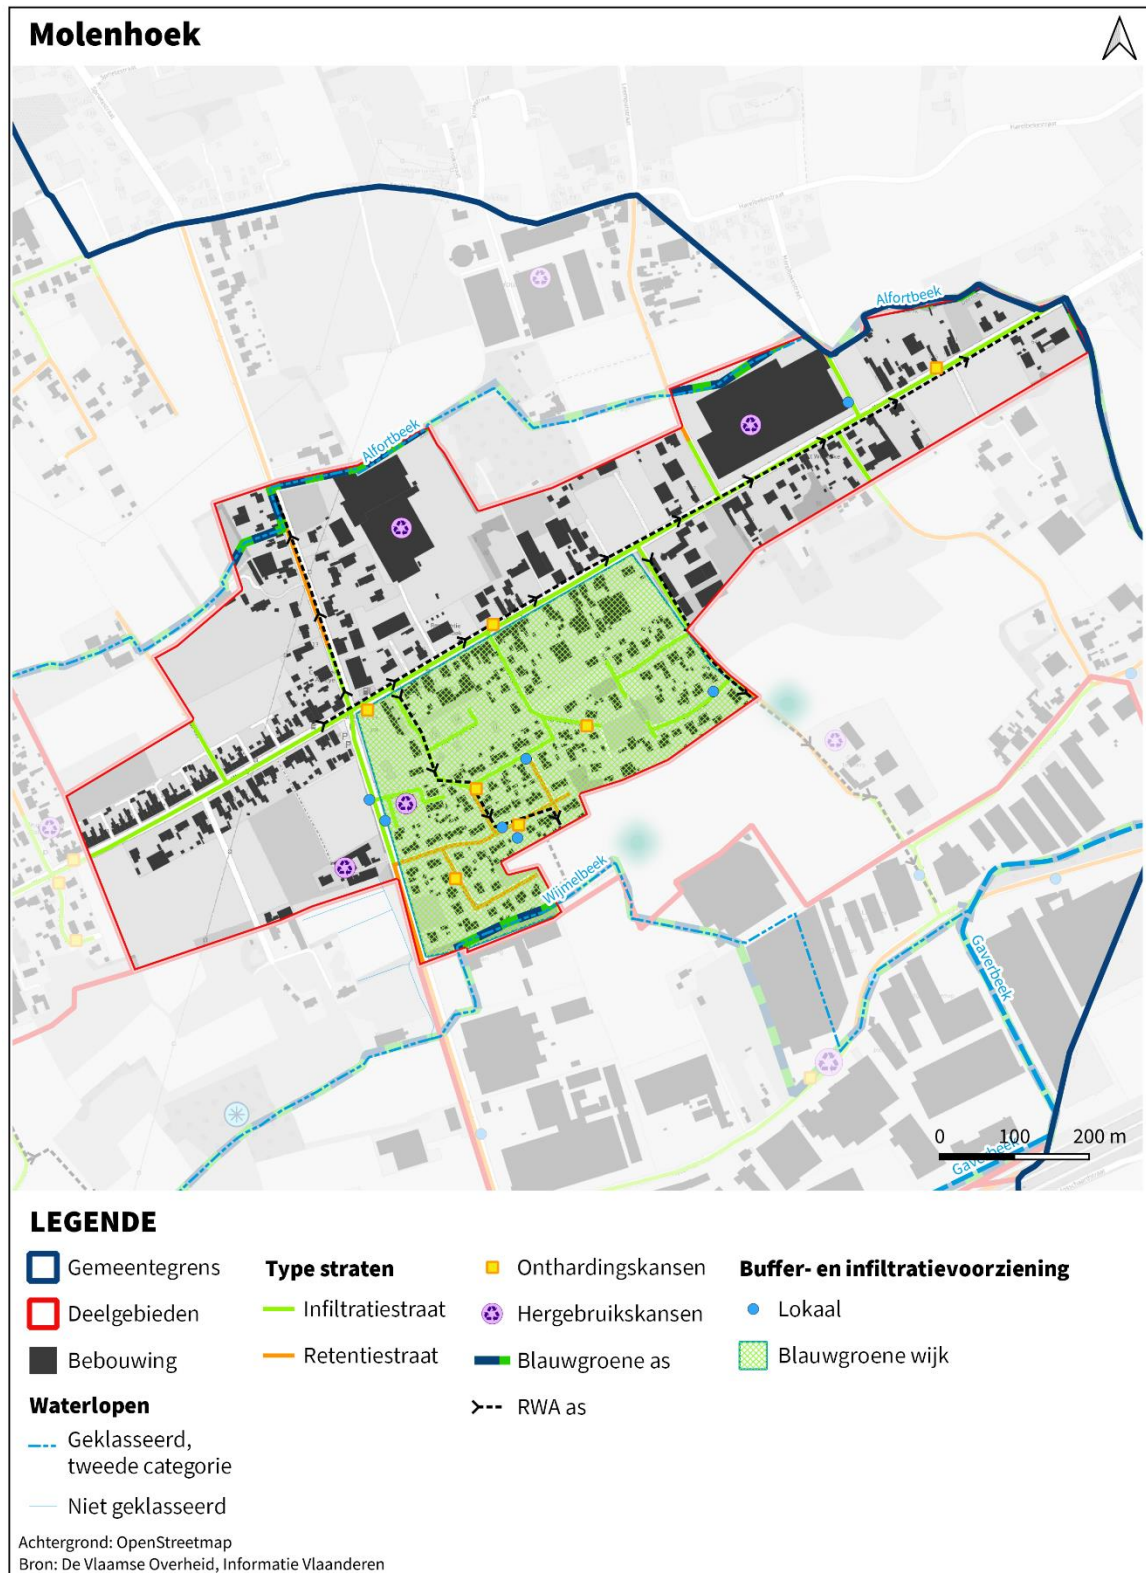 Molenhoek
Alfortbeek
Alfortbeek
Wijmelbeek
Gaverbeek
0 100 200 m
Gaverbeek
LEGENDE
Gemeentegrens
Deelgebieden
Bebouwing
Waterlopen
Geklasseerd,
tweede categorie
Niet geklasseerd
Type straten
Infiltratiestraat
Retentiestraat
Onthardingskansen
Hergebruikskansen
Blauwgroene as
RWA as
Buffer- en infiltratievoorziening
Lokaal
Blauwgroene wijk
Achtergrond: OpenStreetmap
Bron: De Vlaamse Overheid, Informatie Vlaanderen